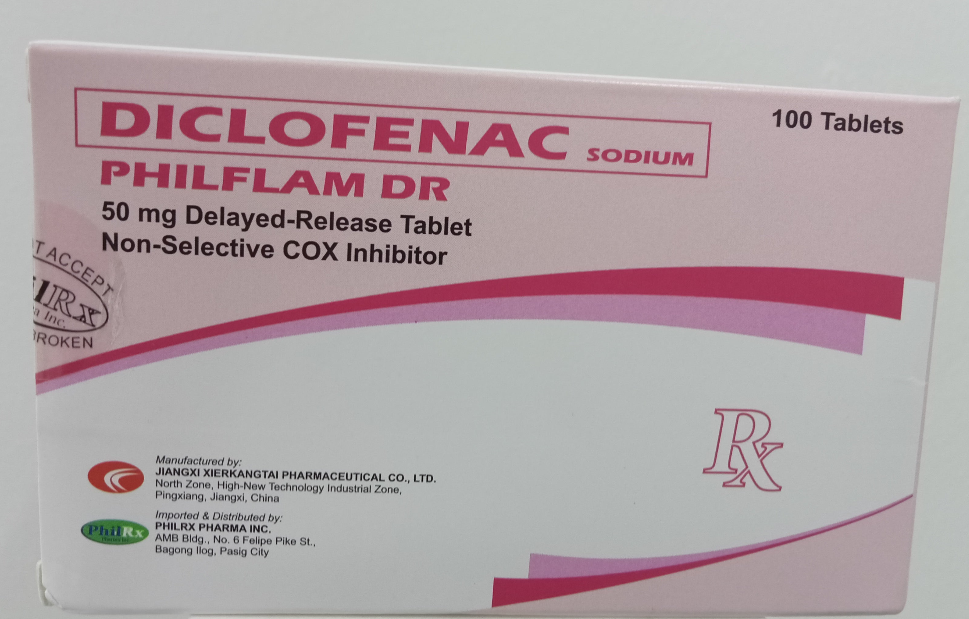 DICLOFENAC SODIUM
100 Tablets
PHILFLAM DR
50 mg Delayed-Release Tablet
Non-Selective COX Inhibitor
ACCEPT
Inc.
Rx
Manufactured by:
JIANGXI XIERKANGTAI PHARMACEUTICAL CO., LTD.
North Zone, High-New Technology Industrial Zone,
Pingxiang, Jiangxi, China
PhilRx
Imported & Distributed by:
PHILRX PHARMA INC.
AMB Bldg., No. 6 Felipe Pike St.,
Bagong Ilog, Pasig City